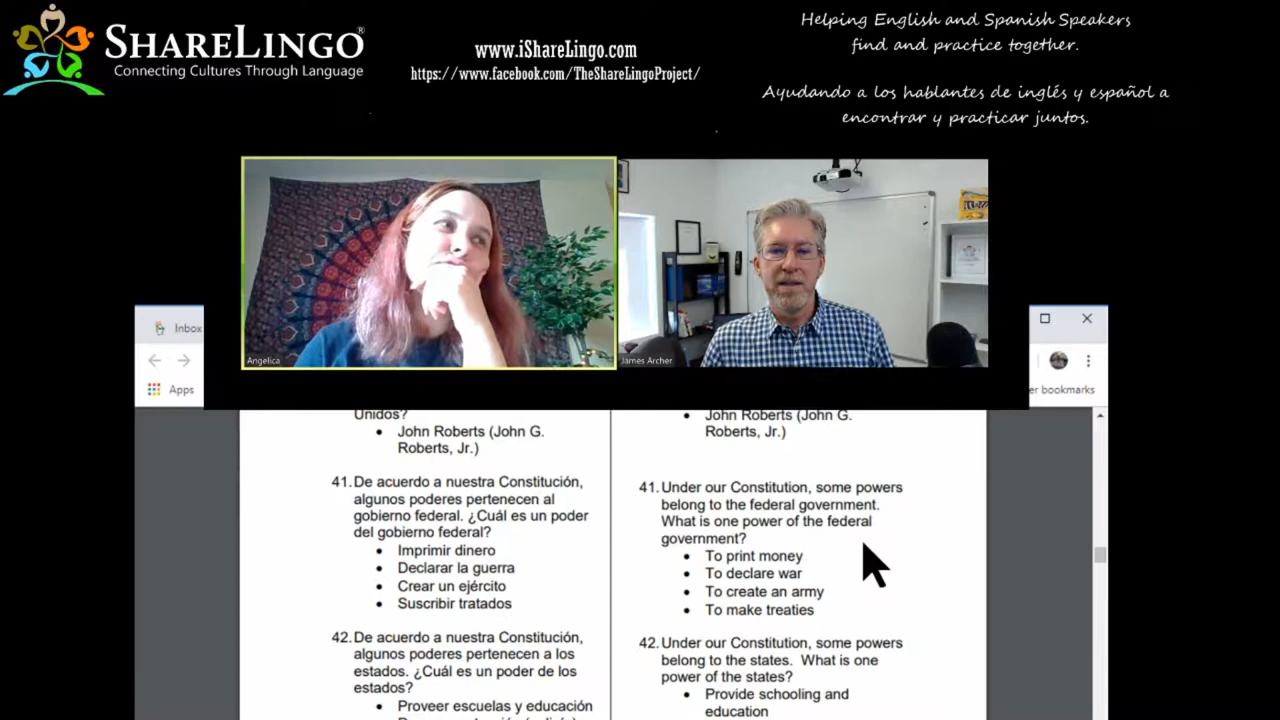 SHARELINGO®
Connecting Cultures Through Language
www.iShareLingo.com
https://www.facebook.com/TheShareLingoProject/
Helping English and Spanish Speakers
find and practice together.
Ayudando a los hablantes de inglés y español a
encontrar y practicar juntos.
Angelica
James Archer
Inbox
Apps
er bookmarks
Unidos?
• John Roberts (John G.
Roberts, Jr.)
41. De acuerdo a nuestra Constitución,
algunos poderes pertenecen al
gobierno federal. ¿Cuál es un poder
del gobierno federal?
• Imprimir dinero
• Declarar la guerra
• Crear un ejército
• Suscribir tratados
42. De acuerdo a nuestra Constitución,
algunos poderes pertenecen a los
estados. ¿Cuál es un poder de los
estados?
• Proveer escuelas y educación
• John Roberts (John G.
Roberts, Jr.)
41. Under our Constitution, some powers
belong to the federal government.
What is one power of the federal
government?
• To print money
• To declare war
• To create an army
• To make treaties
42. Under our Constitution, some powers
belong to the states. What is one
power of the states?
• Provide schooling and
education